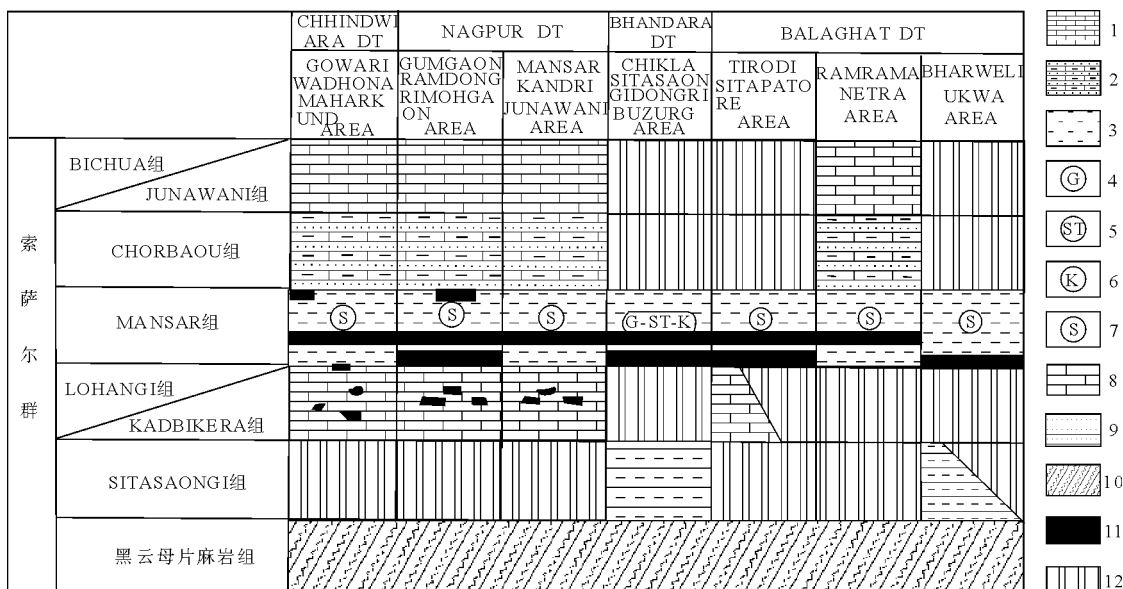 CHHINDWI
ARA DT
NAGPUR DT
BHANDARA
DT
BALAGHAT DT
GOWARI
WADHONA
MAHARK
UND
AREA
GUMGAON
RAMDONG
RIMOHGA
ON
AREA
MANSAR
KANDRI
JUNAWANI
AREA
CHIKLA
SITASAON
GIDONGRI
BUZURG
AREA
TIRODI
SITAPATO
RE
AREA
RAMRAMA
NETRA
AREA
BHARWELI
UKWA
AREA
索萨尔群
BICHUA组
JUNAWANI组
CHORBAOU组
MANSAR组
S
S
S
G-ST-K
S
S
S
LOHANGI组
KADBIKERA组
SITASAONGI组
黑云母片麻岩组
1
2
3
G 4
ST 5
K 6
S 7
8
9
10
11
12